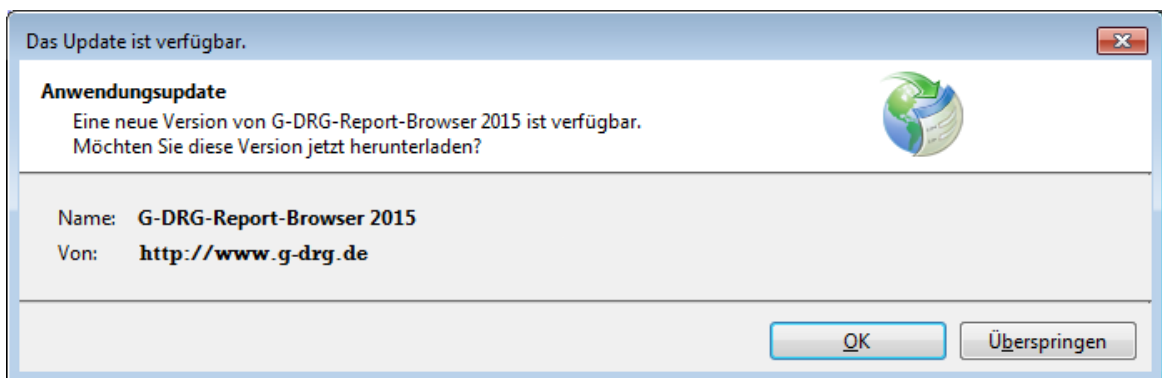 Das Update ist verfügbar.
Anwendungsupdate
Eine neue Version von G-DRG-Report-Browser 2015 ist verfügbar.
Möchten Sie diese Version jetzt herunterladen?
Name: G-DRG-Report-Browser 2015
Von: http://www.g-drg.de
OK Überspringen